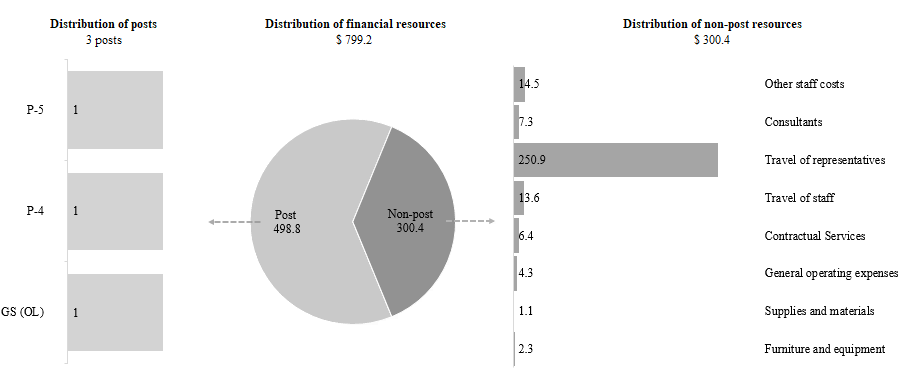 Distribution of posts
3 posts
P-5
1
P-4
1
GS (OL)
1
Distribution of financial resources
$ 799.2
Post
498.8
Non-post
300.4
Distribution of non-post resources
$ 300.4
14.5 Other staff costs
7.3 Consultants
250.9 Travel of representatives
13.6 Travel of staff
6.4 Contractual Services
4.3 General operating expenses
1.1 Supplies and materials
2.3 Furniture and equipment